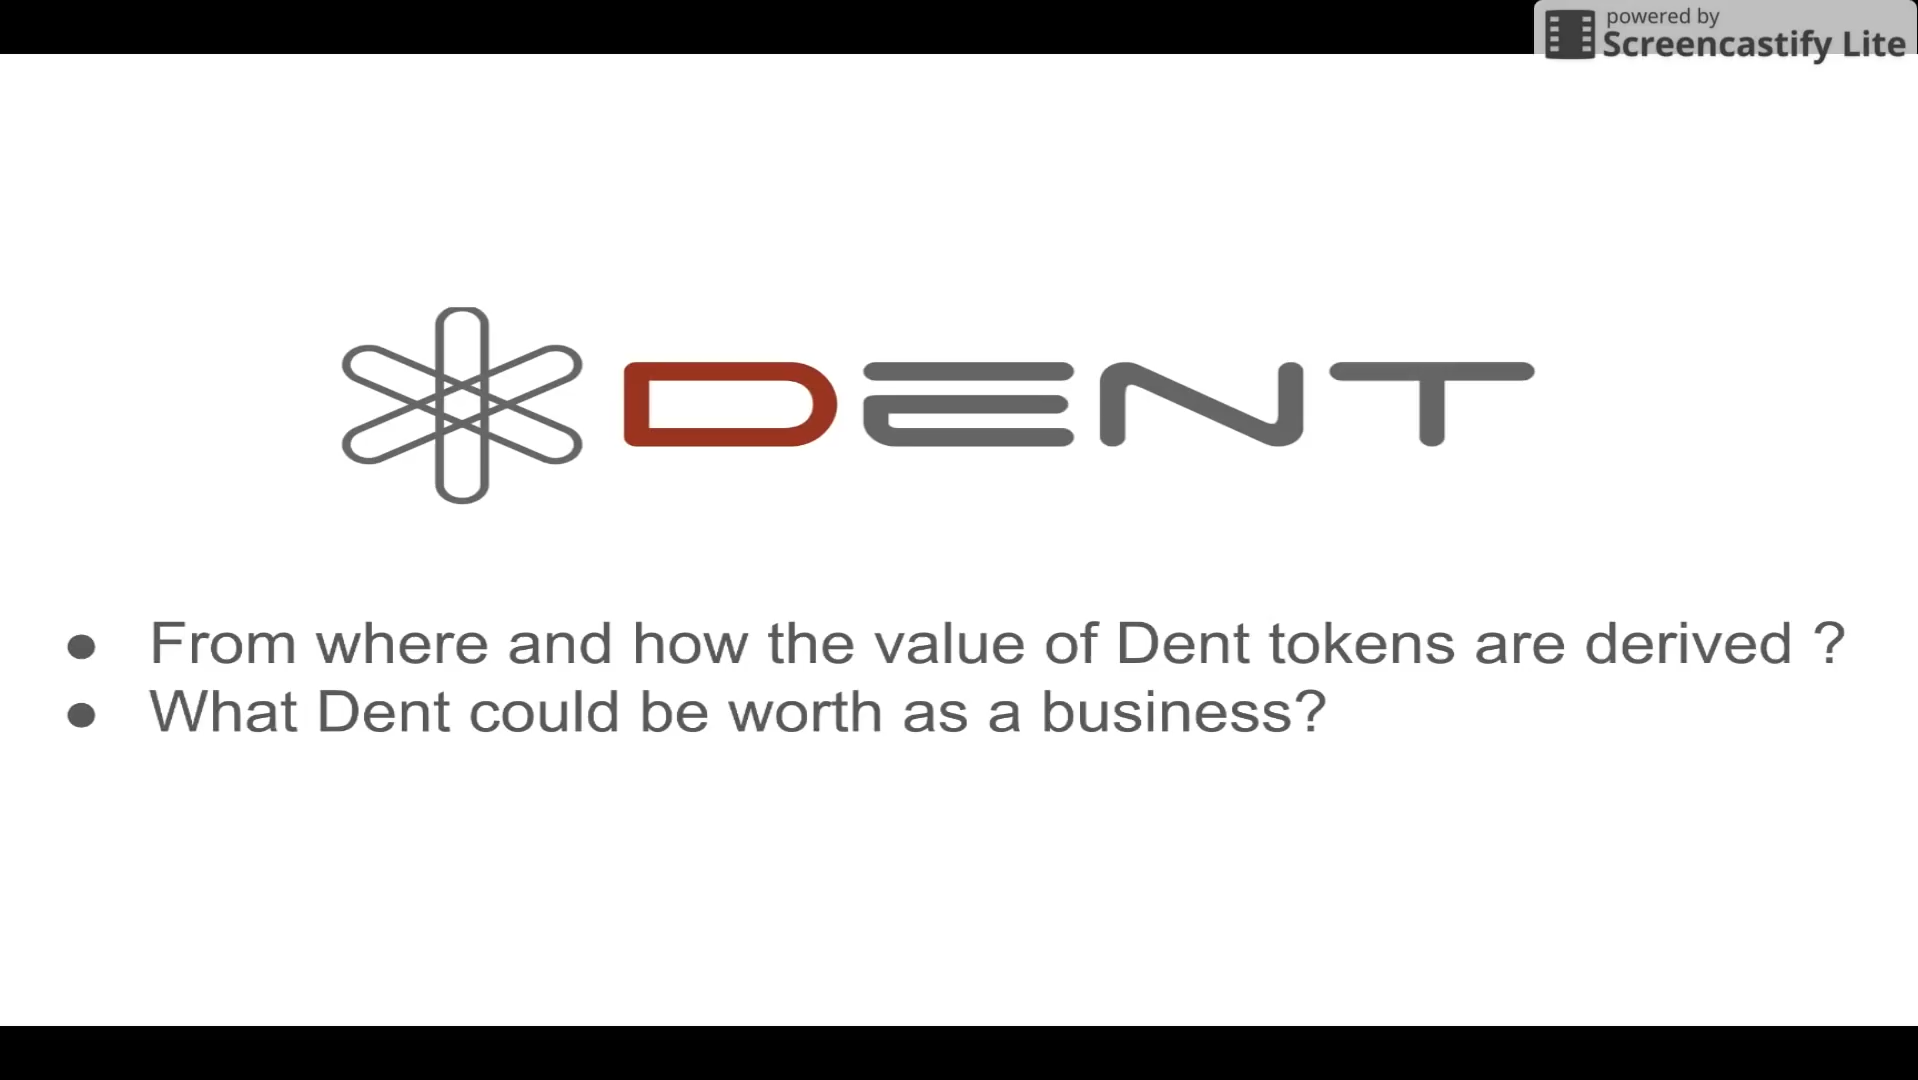 powered by
Screencastify Lite
DENT
● From where and how the value of Dent tokens are derived ?
● What Dent could be worth as a business?